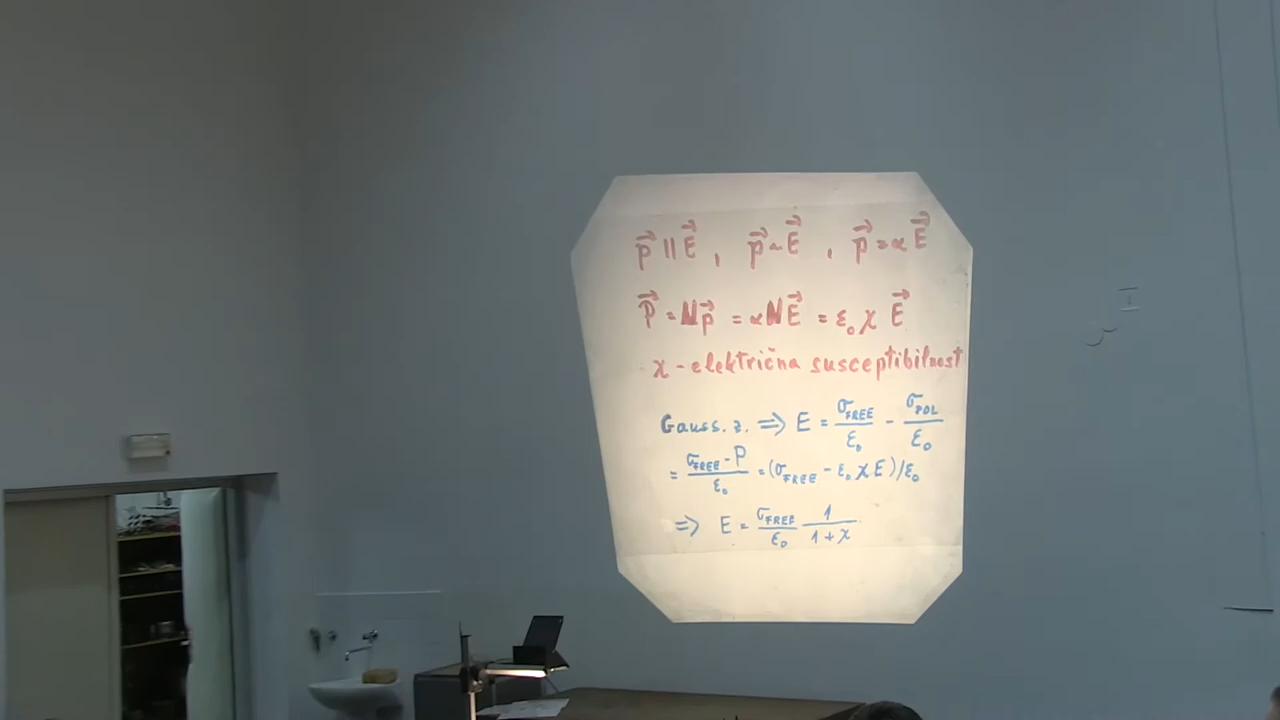 p⃗ || E⃗ , p⃗ ~ E⃗ , p⃗ = α E⃗
P⃗ = N p⃗ = α N E⃗ = ε₀ χ E⃗
χ - električna susceptibilnost
Gauss. z. ⇒ E = σ_FREE/ε₀ - σ_POL/ε₀
= (σ_FREE - P)/ε₀ = (σ_FREE - ε₀ χ E)/ε₀
⇒ E = σ_FREE/ε₀ 1/(1 + χ)